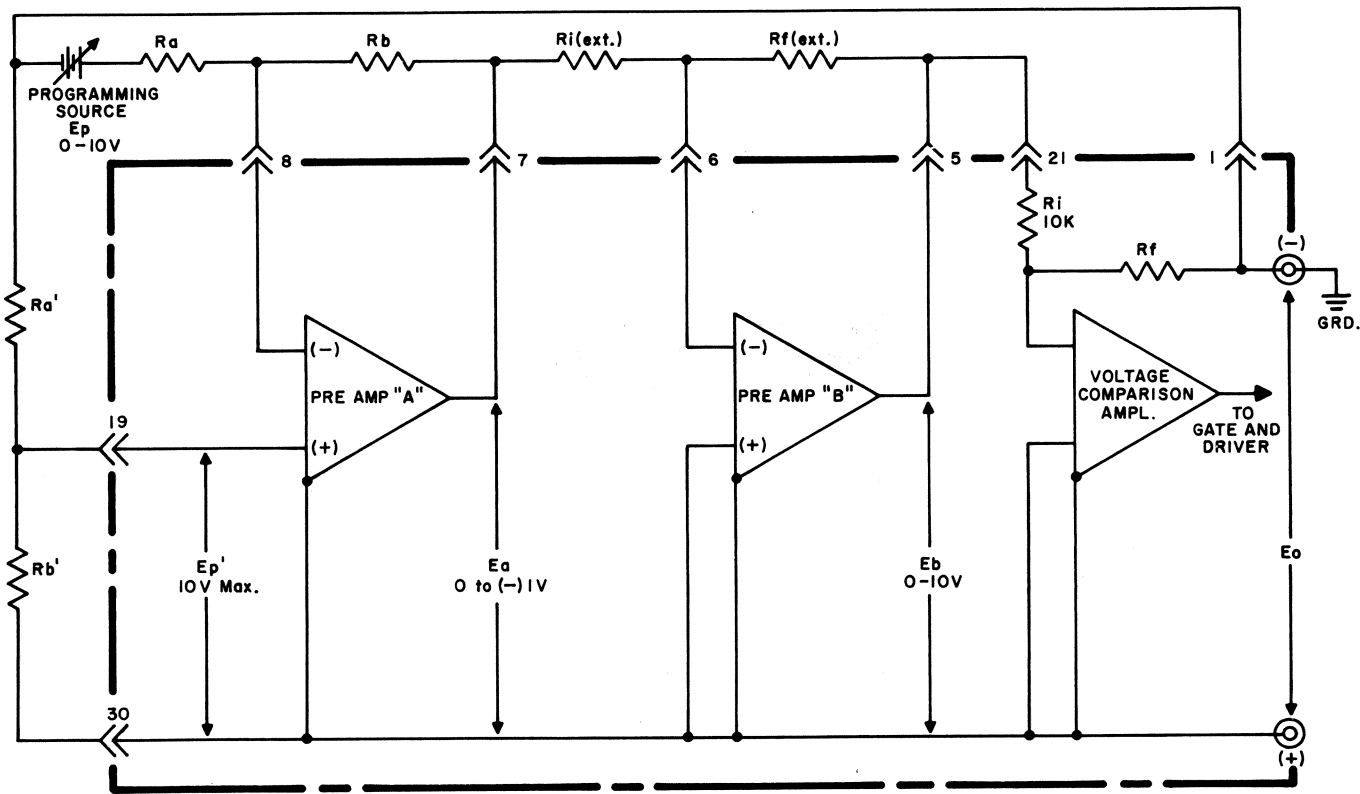 Ra
Rb
Ri(ext.)
Rf(ext.)
PROGRAMMING
SOURCE
Ep
0-10V
8
7
6
5
21
1
Ri
10K
(-)
Rf
GRD.
Ra'
(-)
PRE AMP "A"
(+)
(-)
PRE AMP "B"
(+)
VOLTAGE
COMPARISON
AMPL.
TO
GATE AND
DRIVER
19
Rb'
Ep'
10V Max.
Ea
0 to (-) 1V
Eb
0-10V
Eo
30
(+)